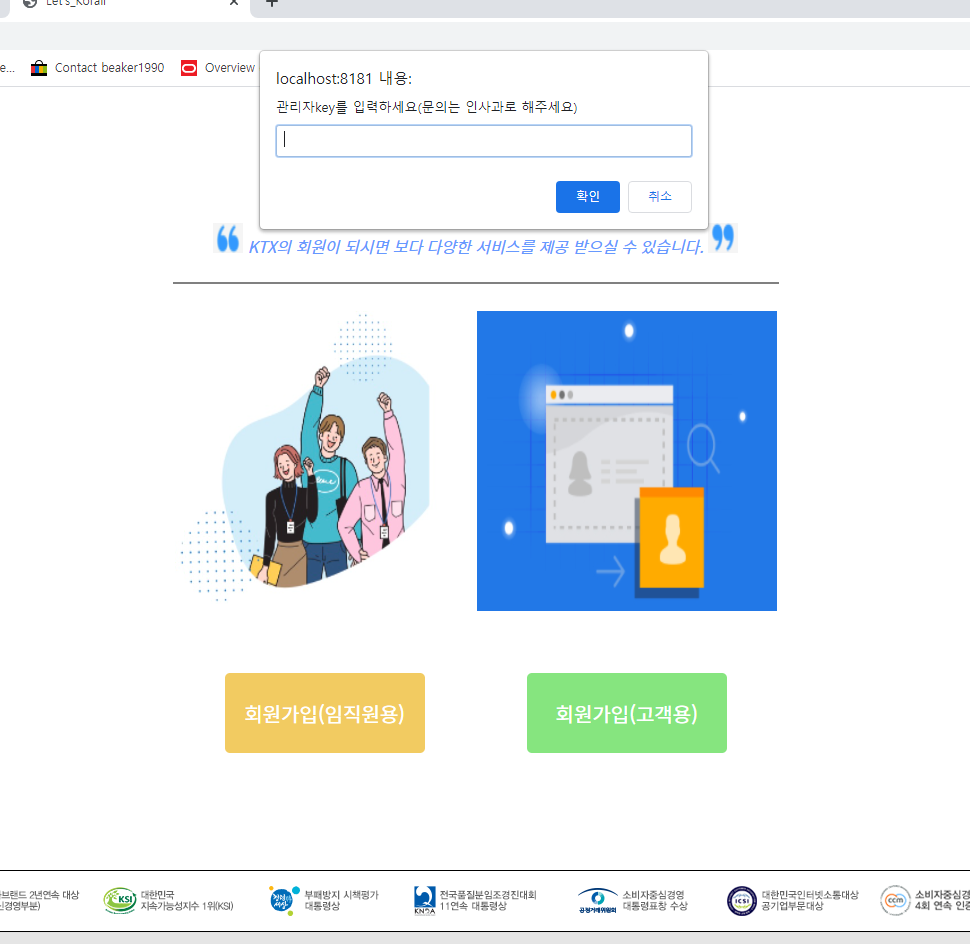 Let's_Korail
e...
Contact beaker1990
Overview
localhost:8181 내용:
관리자key를 입력하세요(문의는 인사과로 해주세요)
확인
취소
KTX의 회원이 되시면 보다 다양한 서비스를 제공 받으실 수 있습니다.
회원가입(임직원용)
회원가입(고객용)
브랜드 2년연속 대상
신경영부분)
KSI
대한민국
지속가능성지수 1위(KSI)
부패방지 시책평가
대통령상
KNQA
전국품질분임조경진대회
11연속 대통령상
공정거래위원회
소비자중심경영
대통령표창 수상
ICSI
대한민국인터넷소통대상
공기업부문대상
ccm
소비자중심경
4회 연속 인증